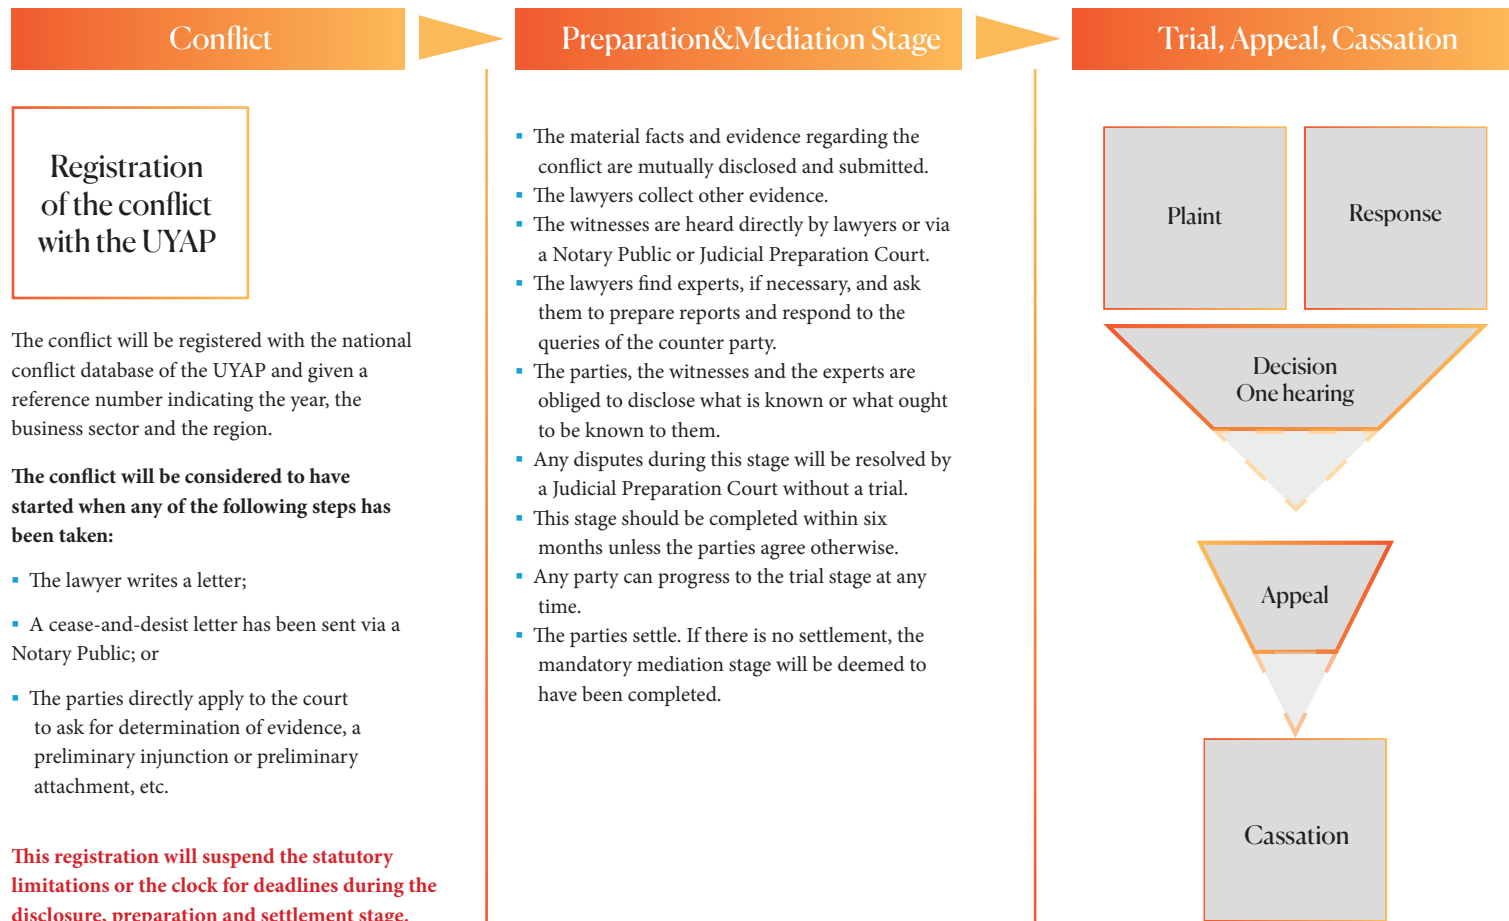 Conflict
Preparation&Mediation Stage
Trial, Appeal, Cassation
Registration
of the conflict
with the UYAP
The conflict will be registered with the national
conflict database of the UYAP and given a
reference number indicating the year, the
business sector and the region.
The conflict will be considered to have
started when any of the following steps has
been taken:
▪ The lawyer writes a letter;
▪ A cease-and-desist letter has been sent via a
Notary Public; or
▪ The parties directly apply to the court
to ask for determination of evidence, a
preliminary injunction or preliminary
attachment, etc.
This registration will suspend the statutory
limitations or the clock for deadlines during the
disclosure, preparation and settlement stage.
▪ The material facts and evidence regarding the
conflict are mutually disclosed and submitted.
▪ The lawyers collect other evidence.
▪ The witnesses are heard directly by lawyers or via
a Notary Public or Judicial Preparation Court.
▪ The lawyers find experts, if necessary, and ask
them to prepare reports and respond to the
queries of the counter party.
▪ The parties, the witnesses and the experts are
obliged to disclose what is known or what ought
to be known to them.
▪ Any disputes during this stage will be resolved by
a Judicial Preparation Court without a trial.
▪ This stage should be completed within six
months unless the parties agree otherwise.
▪ Any party can progress to the trial stage at any
time.
▪ The parties settle. If there is no settlement, the
mandatory mediation stage will be deemed to
have been completed.
Plaint
Response
Decision
One hearing
Appeal
Cassation